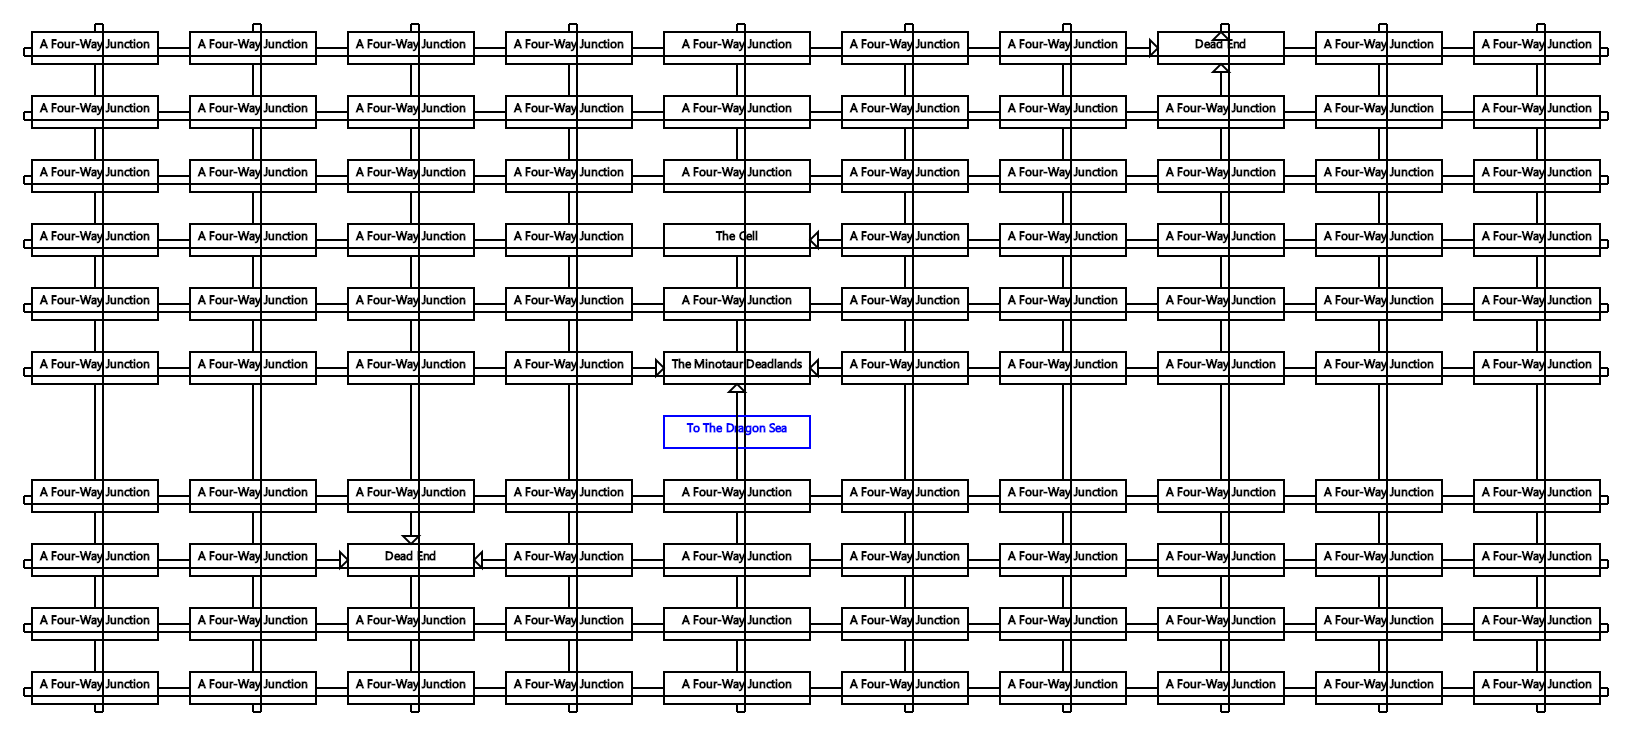 A Four-Way Junction A Four-Way Junction A Four-Way Junction A Four-Way Junction A Four-Way Junction A Four-Way Junction A Four-Way Junction Dead End A Four-Way Junction A Four-Way Junction
A Four-Way Junction A Four-Way Junction A Four-Way Junction A Four-Way Junction A Four-Way Junction A Four-Way Junction A Four-Way Junction A Four-Way Junction A Four-Way Junction A Four-Way Junction
A Four-Way Junction A Four-Way Junction A Four-Way Junction A Four-Way Junction A Four-Way Junction A Four-Way Junction A Four-Way Junction A Four-Way Junction A Four-Way Junction A Four-Way Junction
A Four-Way Junction A Four-Way Junction A Four-Way Junction A Four-Way Junction The Cell A Four-Way Junction A Four-Way Junction A Four-Way Junction A Four-Way Junction A Four-Way Junction
A Four-Way Junction A Four-Way Junction A Four-Way Junction A Four-Way Junction A Four-Way Junction A Four-Way Junction A Four-Way Junction A Four-Way Junction A Four-Way Junction A Four-Way Junction
A Four-Way Junction A Four-Way Junction A Four-Way Junction A Four-Way Junction The Minotaur Deadlands A Four-Way Junction A Four-Way Junction A Four-Way Junction A Four-Way Junction A Four-Way Junction
To The Dragon Sea
A Four-Way Junction A Four-Way Junction A Four-Way Junction A Four-Way Junction A Four-Way Junction A Four-Way Junction A Four-Way Junction A Four-Way Junction A Four-Way Junction A Four-Way Junction
A Four-Way Junction A Four-Way Junction Dead End A Four-Way Junction A Four-Way Junction A Four-Way Junction A Four-Way Junction A Four-Way Junction A Four-Way Junction A Four-Way Junction
A Four-Way Junction A Four-Way Junction A Four-Way Junction A Four-Way Junction A Four-Way Junction A Four-Way Junction A Four-Way Junction A Four-Way Junction A Four-Way Junction A Four-Way Junction
A Four-Way Junction A Four-Way Junction A Four-Way Junction A Four-Way Junction A Four-Way Junction A Four-Way Junction A Four-Way Junction A Four-Way Junction A Four-Way Junction A Four-Way Junction